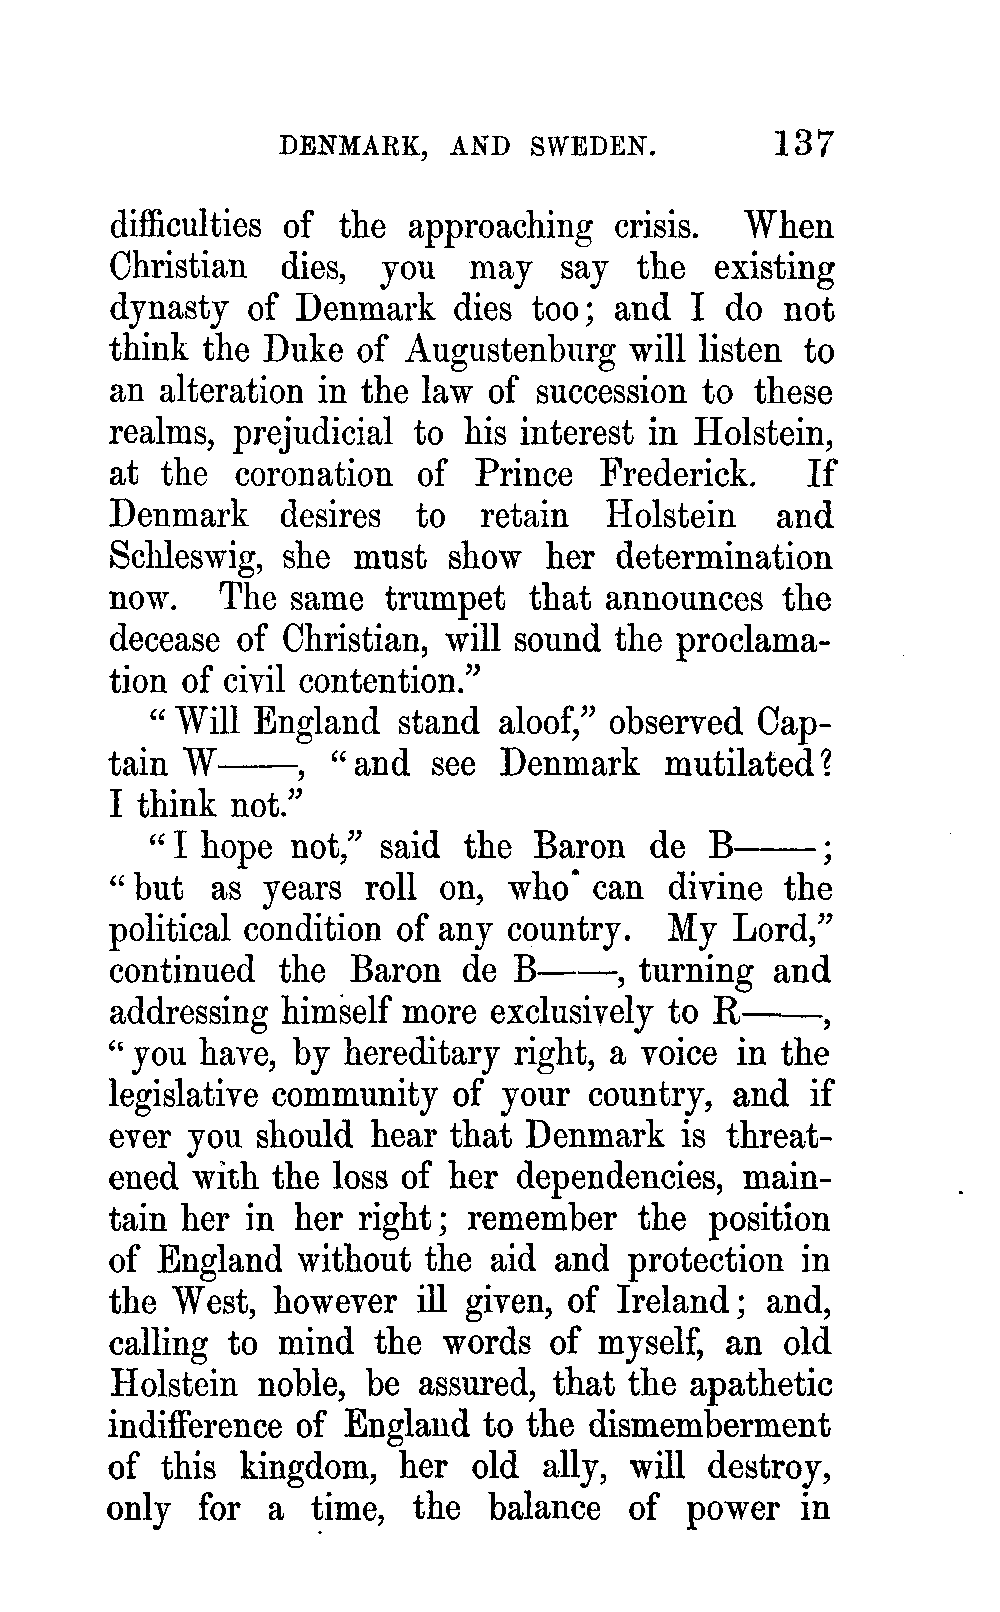 DENMARK, AND SWEDEN. 137
difficulties of the approaching crisis. When
Christian dies, you may say the existing
dynasty of Denmark dies too; and I do not
think the Duke of Augustenburg will listen to
an alteration in the law of succession to these
realms, prejudicial to his interest in Holstein,
at the coronation of Prince Frederick. If
Denmark desires to retain Holstein and
Schleswig, she must show her determination
now. The same trumpet that announces the
decease of Christian, will sound the proclama-
tion of civil contention.”
“Will England stand aloof,” observed Cap-
tain W——, “and see Denmark mutilated?
I think not.”
“I hope not,” said the Baron de B——;
“but as years roll on, who can divine the
political condition of any country. My Lord,”
continued the Baron de B——, turning and
addressing himself more exclusively to R——,
“you have, by hereditary right, a voice in the
legislative community of your country, and if
ever you should hear that Denmark is threat-
ened with the loss of her dependencies, main-
tain her in her right; remember the position
of England without the aid and protection in
the West, however ill given, of Ireland; and,
calling to mind the words of myself, an old
Holstein noble, be assured, that the apathetic
indifference of England to the dismemberment
of this kingdom, her old ally, will destroy,
only for a time, the balance of power in